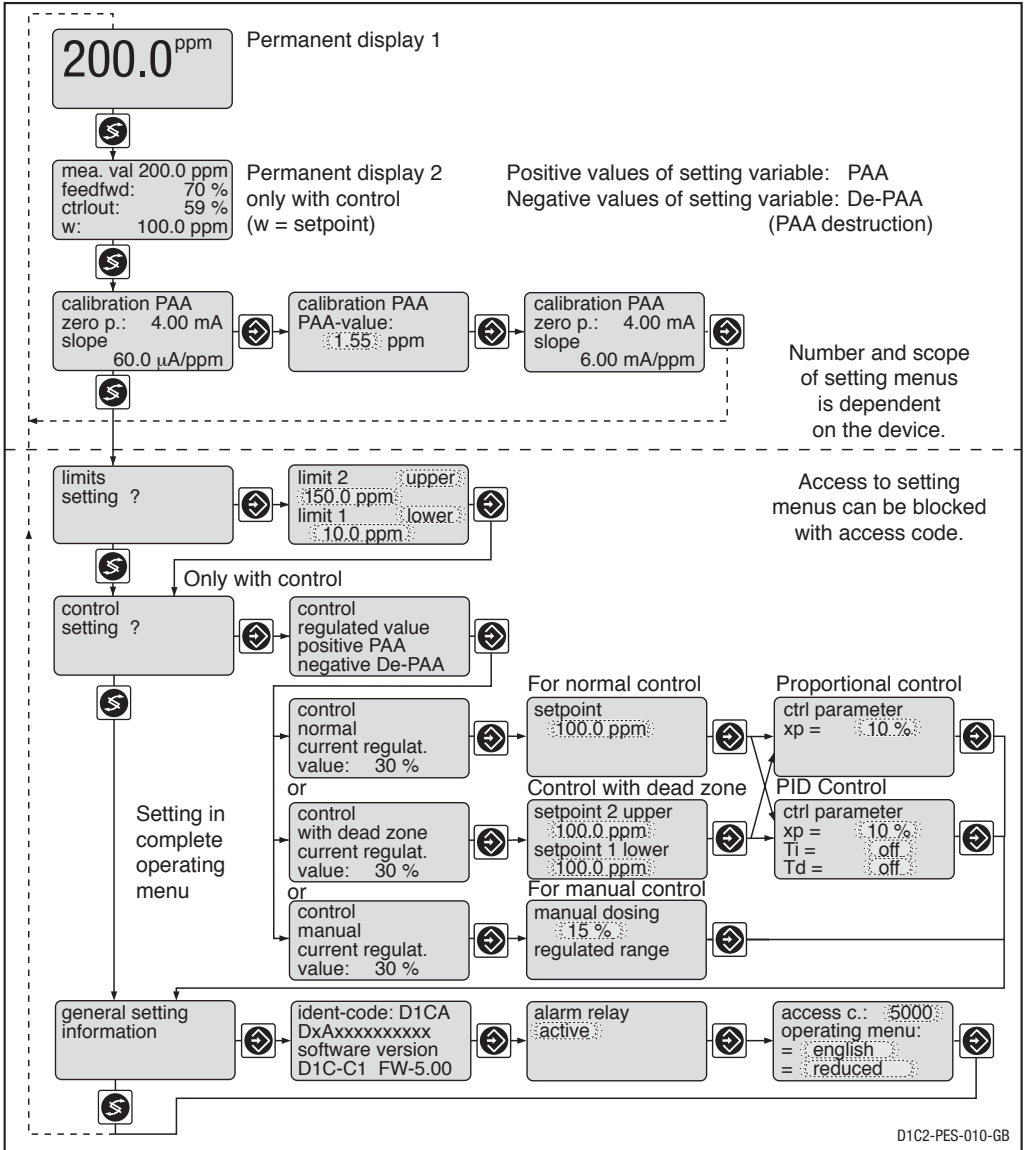 200.0 ppm
Permanent display 1
mea. val 200.0 ppm
feedfwd: 70 %
ctrlout: 59 %
w: 100.0 ppm
Permanent display 2
only with control
(w = setpoint)
Positive values of setting variable: PAA
Negative values of setting variable: De-PAA
(PAA destruction)
calibration PAA
zero p.: 4.00 mA
slope
60.0 µA/ppm
calibration PAA
PAA-value:
1.55 ppm
calibration PAA
zero p.: 4.00 mA
slope
6.00 mA/ppm
Number and scope
of setting menus
is dependent
on the device.
limits
setting ?
limit 2 upper
150.0 ppm
limit 1 lower
10.0 ppm
Access to setting
menus can be blocked
with access code.
Only with control
control
setting ?
control
regulated value
positive PAA
negative De-PAA
control
normal
current regulat.
value: 30 %
For normal control
setpoint
100.0 ppm
Proportional control
ctrl parameter
xp = 10 %
or
Setting in
complete
operating
menu
control
with dead zone
current regulat.
value: 30 %
Control with dead zone
setpoint 2 upper
100.0 ppm
setpoint 1 lower
100.0 ppm
PID Control
ctrl parameter
xp = 10 %
Ti = off
Td = off
or
control
manual
current regulat.
value: 30 %
For manual control
manual dosing
15 %
regulated range
general setting
information
ident-code: D1CA
DxAxxxxxxxxxx
software version
D1C-C1 FW-5.00
alarm relay
active
access c.: 5000
operating menu:
= english
= reduced
D1C2-PES-010-GB